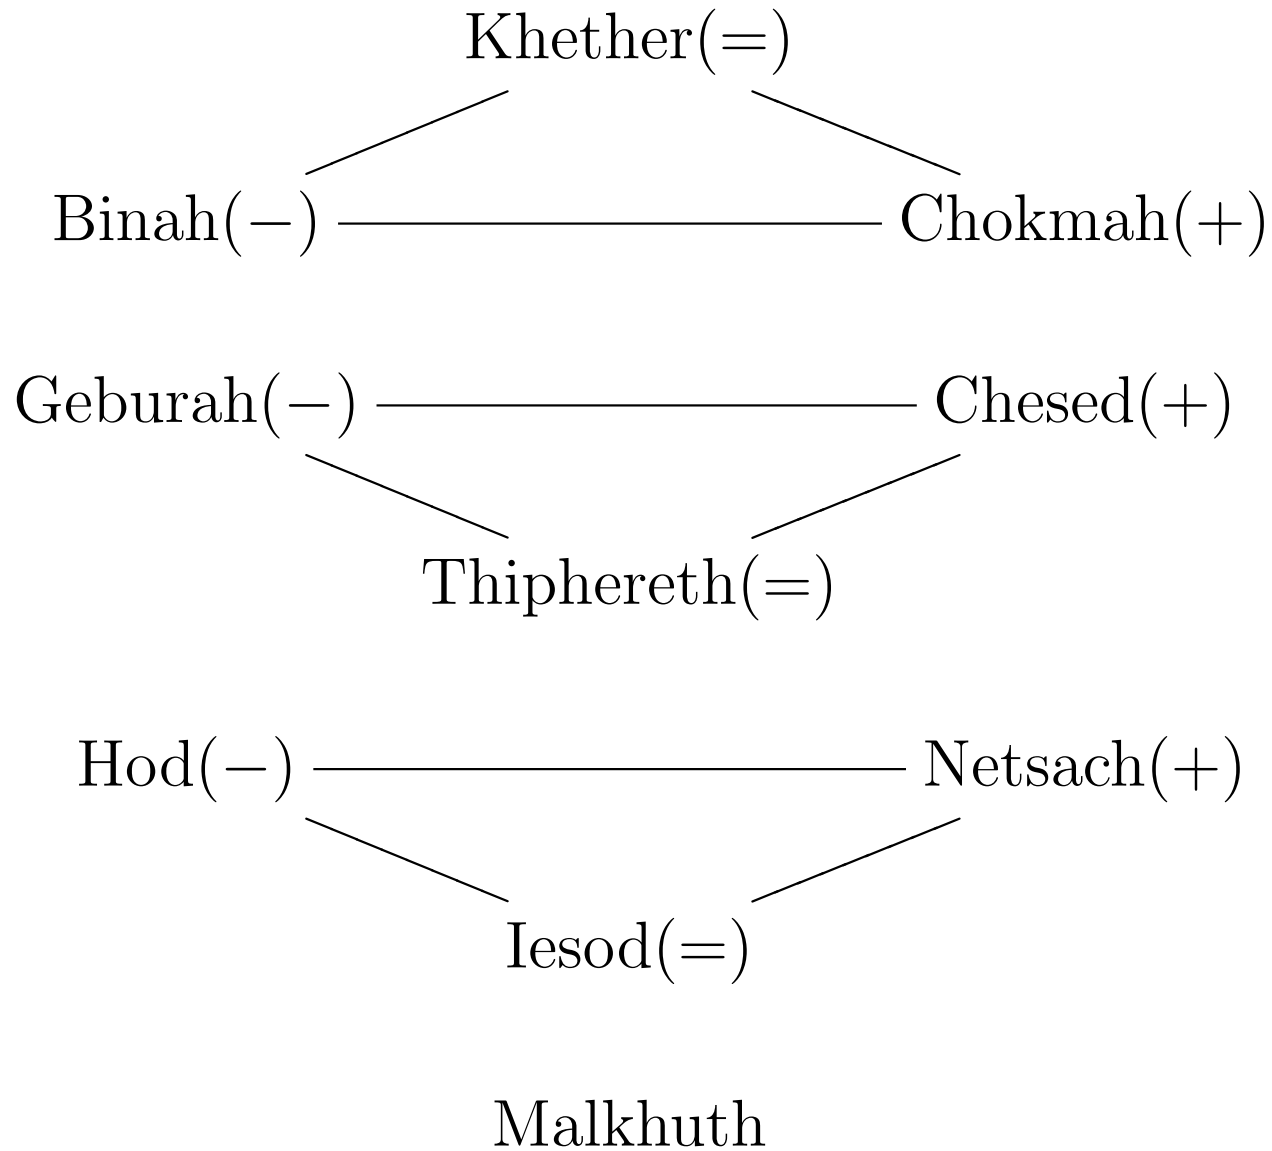 Khether(=)
Binah(−) Chokmah(+)
Geburah(−) Chesed(+)
Thiphereth(=)
Hod(−) Netsach(+)
Iesod(=)
Malkhuth